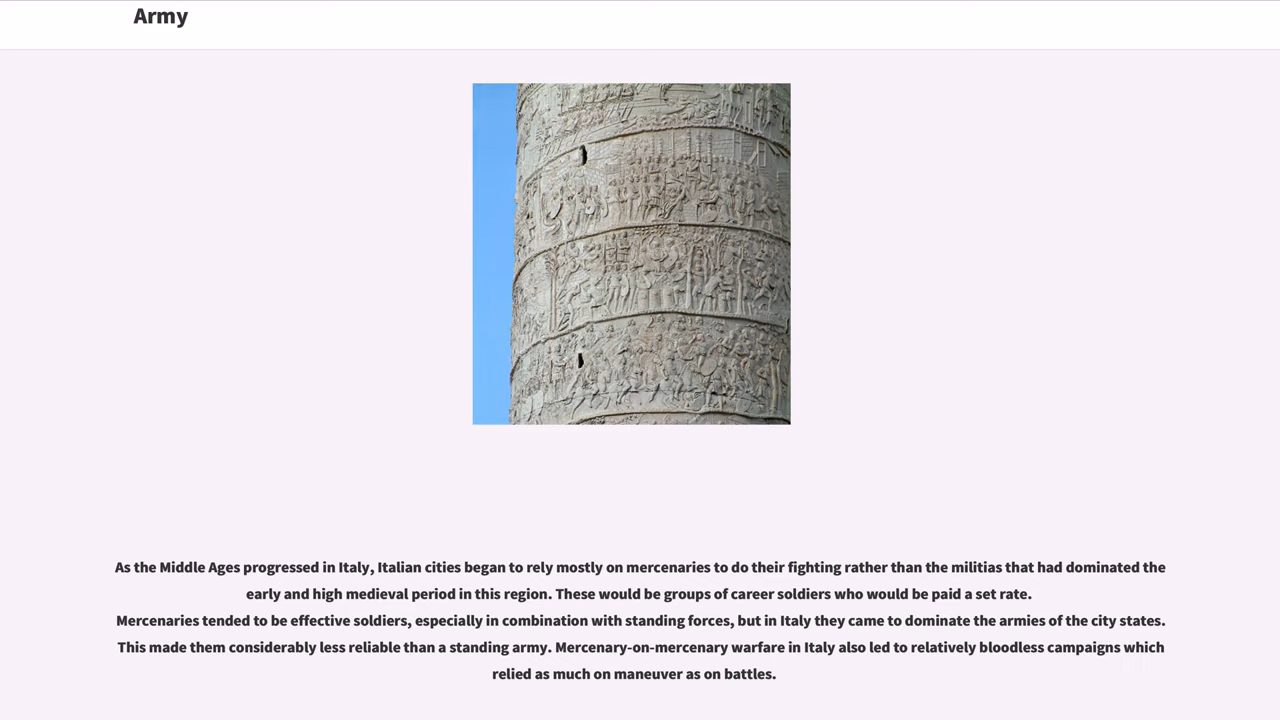 Army
As the Middle Ages progressed in Italy, Italian cities began to rely mostly on mercenaries to do their fighting rather than the militias that had dominated the
early and high medieval period in this region. These would be groups of career soldiers who would be paid a set rate.
Mercenaries tended to be effective soldiers, especially in combination with standing forces, but in Italy they came to dominate the armies of the city states.
This made them considerably less reliable than a standing army. Mercenary-on-mercenary warfare in Italy also led to relatively bloodless campaigns which
relied as much on maneuver as on battles.